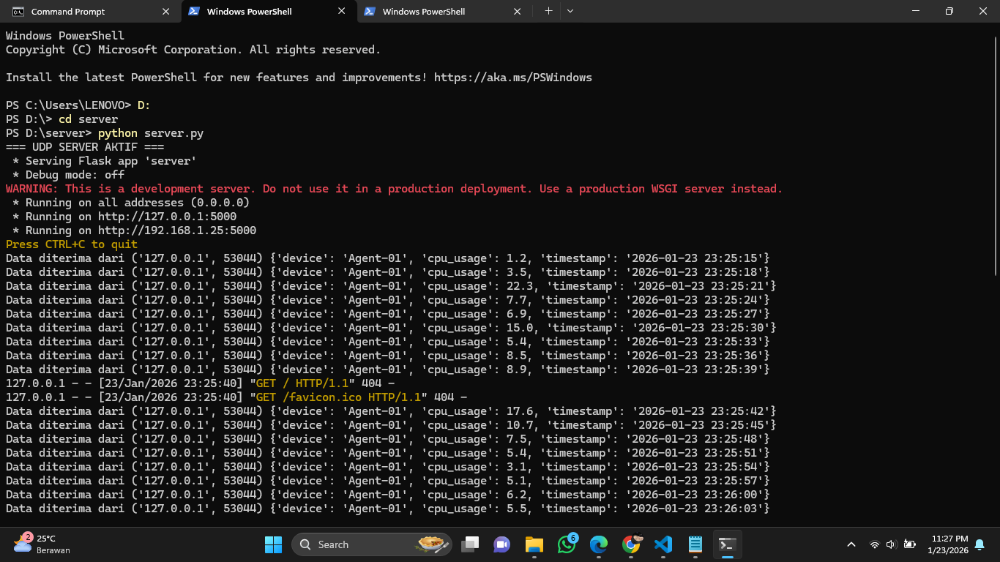 Command Prompt
Windows PowerShell
Windows PowerShell
Windows PowerShell
Copyright (C) Microsoft Corporation. All rights reserved.
Install the latest PowerShell for new features and improvements! https://aka.ms/PSWindows
PS C:\Users\LENOVO> D:
PS D:\> cd server
PS D:\server> python server.py
=== UDP SERVER AKTIF ===
* Serving Flask app 'server'
* Debug mode: off
WARNING: This is a development server. Do not use it in a production deployment. Use a production WSGI server instead.
* Running on all addresses (0.0.0.0)
* Running on http://127.0.0.1:5000
* Running on http://192.168.1.25:5000
Press CTRL+C to quit
Data diterima dari ('127.0.0.1', 53044) {'device': 'Agent-01', 'cpu_usage': 1.2, 'timestamp': '2026-01-23 23:25:15'}
Data diterima dari ('127.0.0.1', 53044) {'device': 'Agent-01', 'cpu_usage': 3.5, 'timestamp': '2026-01-23 23:25:18'}
Data diterima dari ('127.0.0.1', 53044) {'device': 'Agent-01', 'cpu_usage': 22.3, 'timestamp': '2026-01-23 23:25:21'}
Data diterima dari ('127.0.0.1', 53044) {'device': 'Agent-01', 'cpu_usage': 7.7, 'timestamp': '2026-01-23 23:25:24'}
Data diterima dari ('127.0.0.1', 53044) {'device': 'Agent-01', 'cpu_usage': 6.9, 'timestamp': '2026-01-23 23:25:27'}
Data diterima dari ('127.0.0.1', 53044) {'device': 'Agent-01', 'cpu_usage': 15.0, 'timestamp': '2026-01-23 23:25:30'}
Data diterima dari ('127.0.0.1', 53044) {'device': 'Agent-01', 'cpu_usage': 5.4, 'timestamp': '2026-01-23 23:25:33'}
Data diterima dari ('127.0.0.1', 53044) {'device': 'Agent-01', 'cpu_usage': 8.5, 'timestamp': '2026-01-23 23:25:36'}
Data diterima dari ('127.0.0.1', 53044) {'device': 'Agent-01', 'cpu_usage': 8.9, 'timestamp': '2026-01-23 23:25:39'}
127.0.0.1 - - [23/Jan/2026 23:25:40] "GET / HTTP/1.1" 404 -
127.0.0.1 - - [23/Jan/2026 23:25:40] "GET /favicon.ico HTTP/1.1" 404 -
Data diterima dari ('127.0.0.1', 53044) {'device': 'Agent-01', 'cpu_usage': 17.6, 'timestamp': '2026-01-23 23:25:42'}
Data diterima dari ('127.0.0.1', 53044) {'device': 'Agent-01', 'cpu_usage': 10.7, 'timestamp': '2026-01-23 23:25:45'}
Data diterima dari ('127.0.0.1', 53044) {'device': 'Agent-01', 'cpu_usage': 7.5, 'timestamp': '2026-01-23 23:25:48'}
Data diterima dari ('127.0.0.1', 53044) {'device': 'Agent-01', 'cpu_usage': 5.4, 'timestamp': '2026-01-23 23:25:51'}
Data diterima dari ('127.0.0.1', 53044) {'device': 'Agent-01', 'cpu_usage': 3.1, 'timestamp': '2026-01-23 23:25:54'}
Data diterima dari ('127.0.0.1', 53044) {'device': 'Agent-01', 'cpu_usage': 5.1, 'timestamp': '2026-01-23 23:25:57'}
Data diterima dari ('127.0.0.1', 53044) {'device': 'Agent-01', 'cpu_usage': 6.2, 'timestamp': '2026-01-23 23:26:00'}
Data diterima dari ('127.0.0.1', 53044) {'device': 'Agent-01', 'cpu_usage': 5.5, 'timestamp': '2026-01-23 23:26:03'}
2
25°C
Berawan
Search
6
11:27 PM
1/23/2026